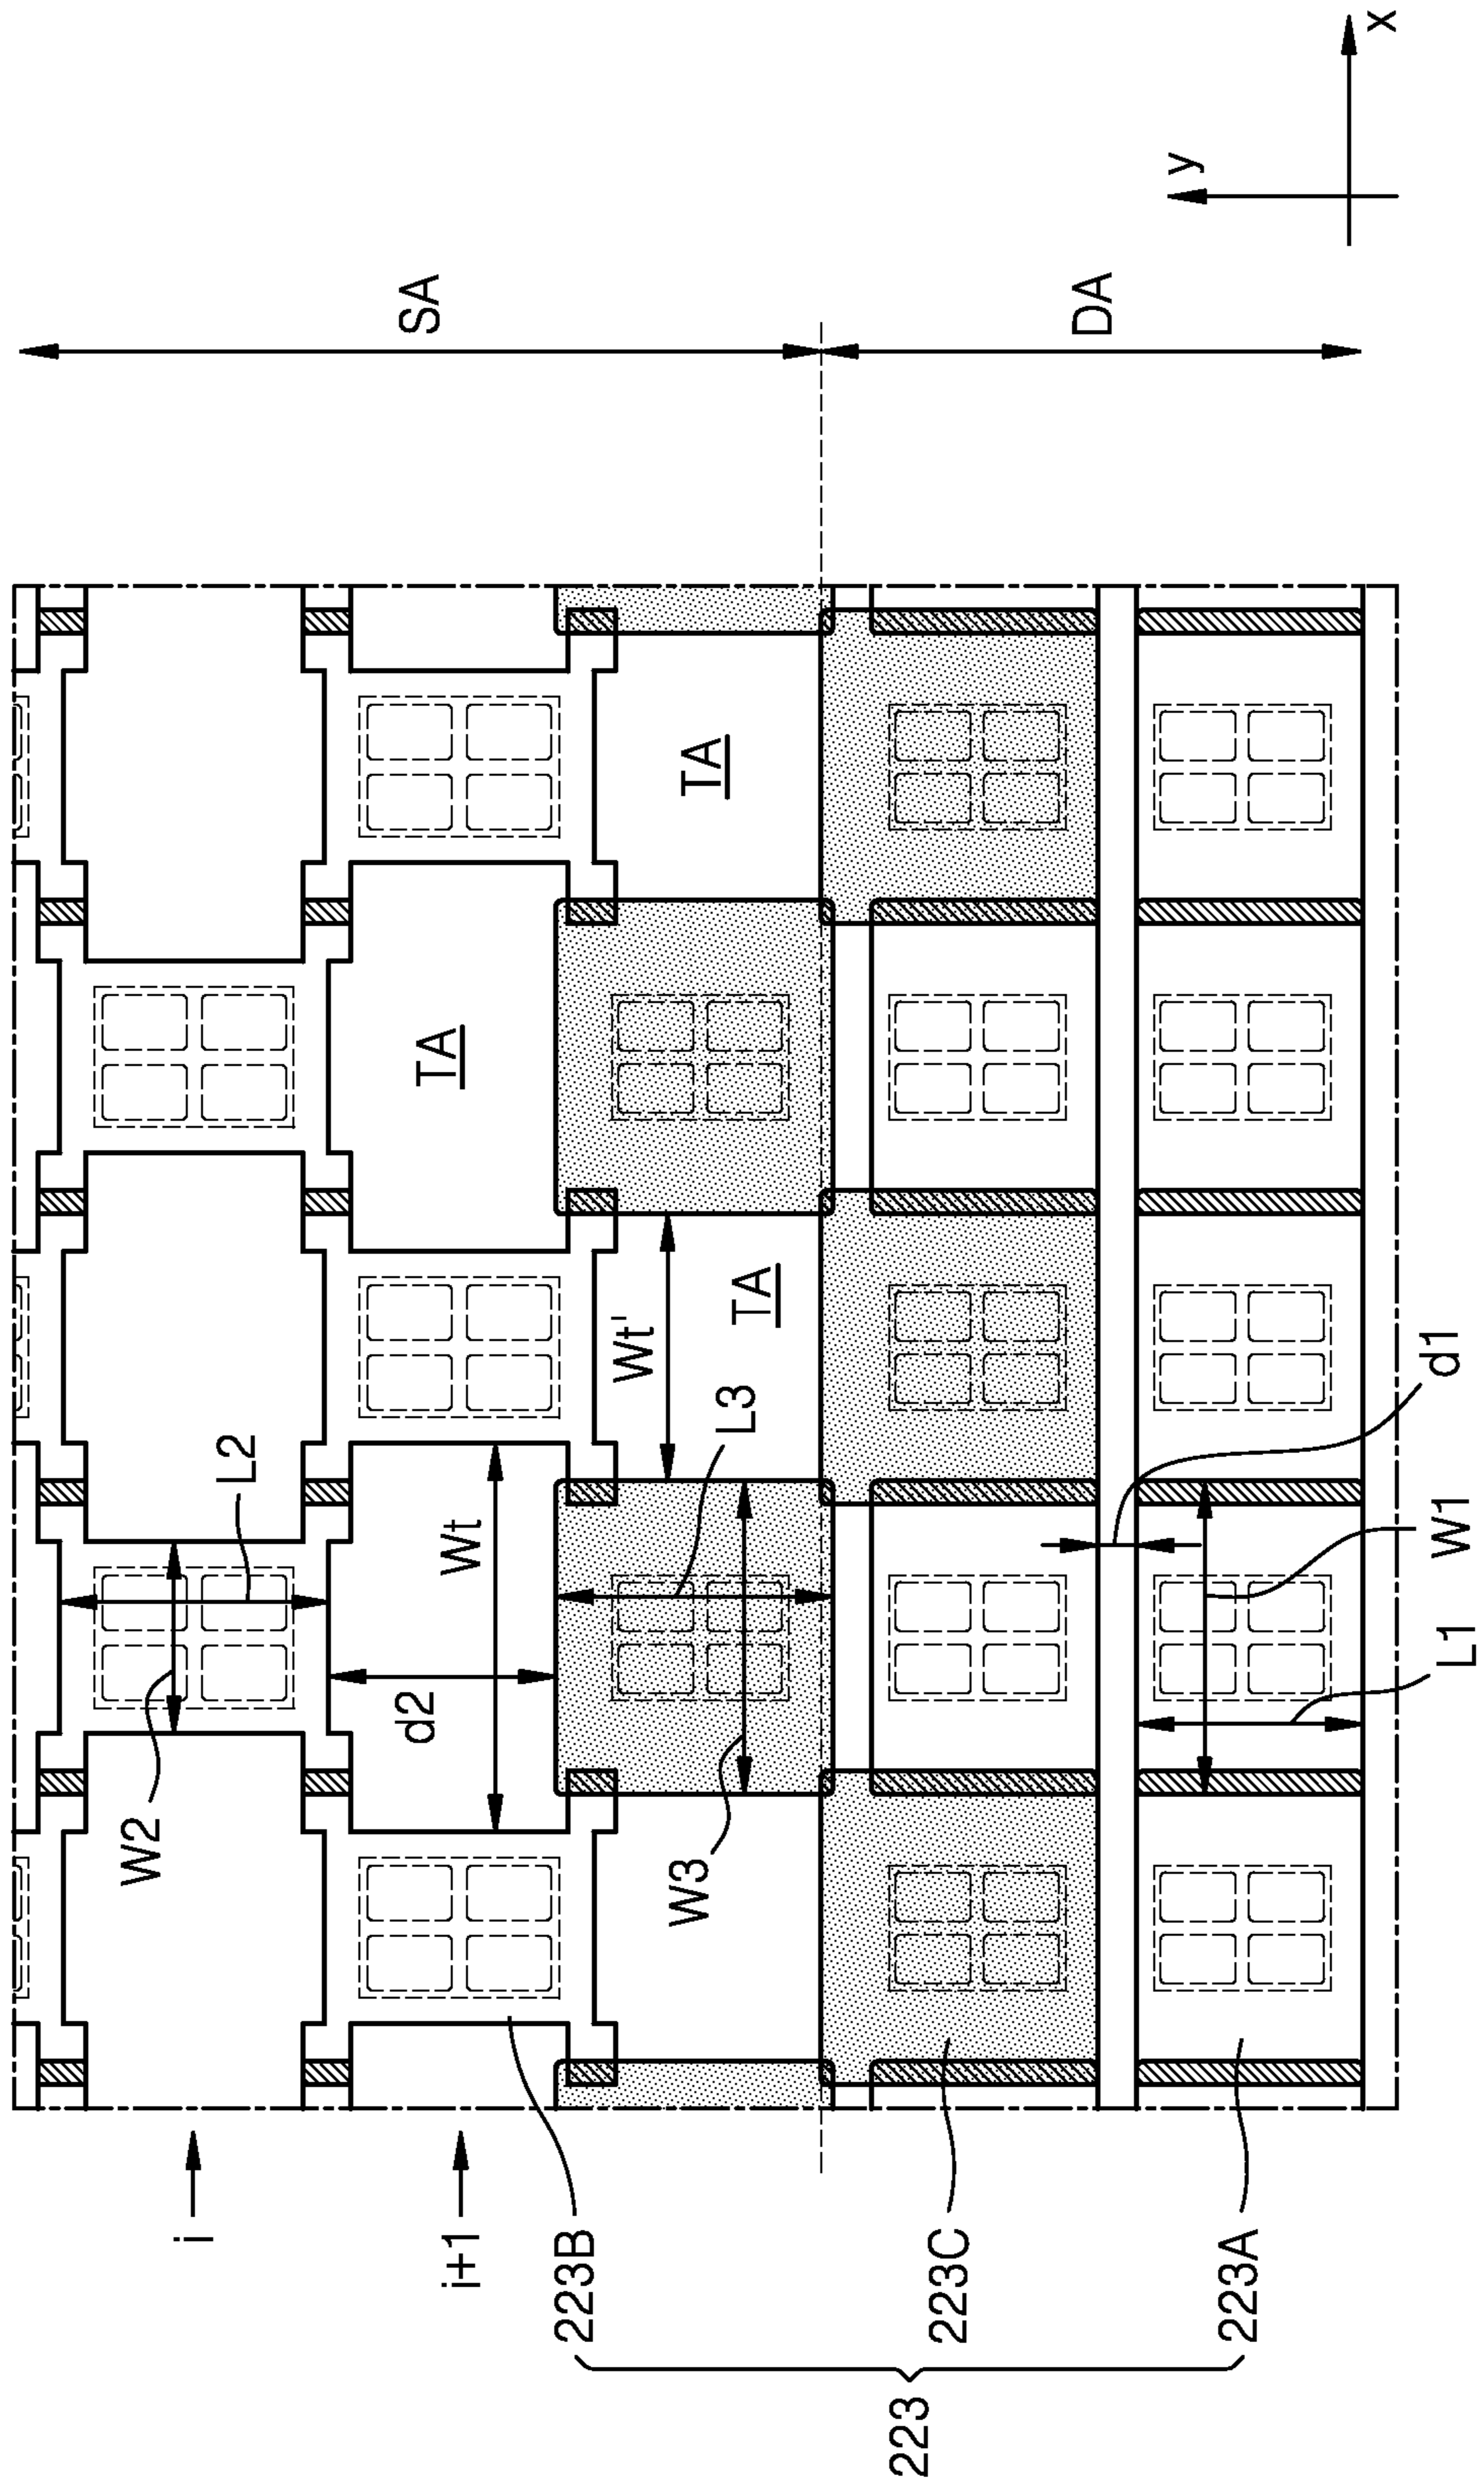 W2
L2
i
SA
d2
TA
i+1
Wt
223B
Wt'
W3
L3
TA
TA
223
223C
DA
y
223A
x
L1
W1
d1